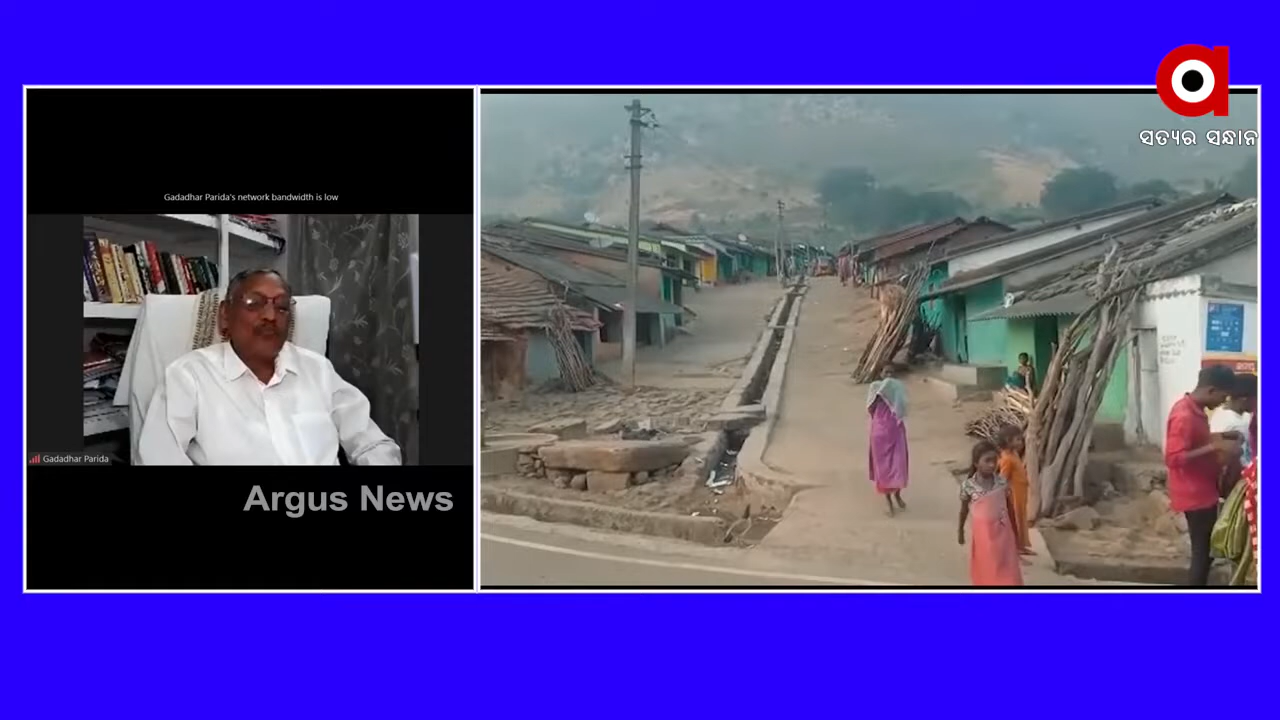 ସତ୍ୟର ସନ୍ଧାନ
Gadadhar Parida's network bandwidth is low
Gadadhar Parida
Argus News